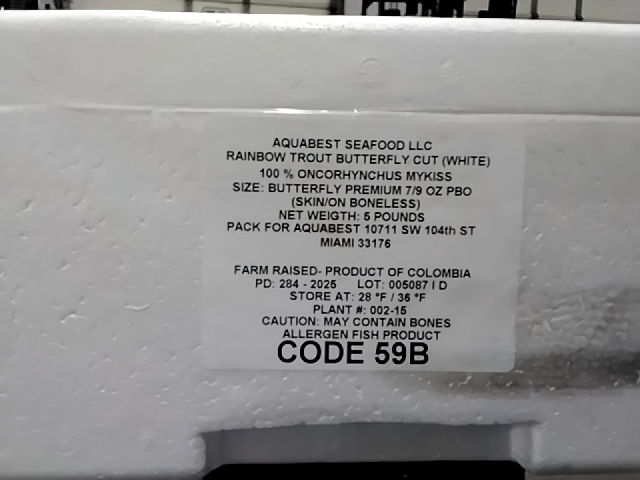 AQUABEST SEAFOOD LLC
RAINBOW TROUT BUTTERFLY CUT (WHITE)
100 % ONCORHYNCHUS MYKISS
SIZE: BUTTERFLY PREMIUM 7/9 OZ PBO
(SKIN/ON BONELESS)
NET WEIGTH: 5 POUNDS
PACK FOR AQUABEST 10711 SW 104th ST
MIAMI 33176
FARM RAISED- PRODUCT OF COLOMBIA
PD: 284 - 2025 LOT: 005087 I D
STORE AT: 28 °F / 36 °F
PLANT #: 002-15
CAUTION: MAY CONTAIN BONES
ALLERGEN FISH PRODUCT
CODE 59B